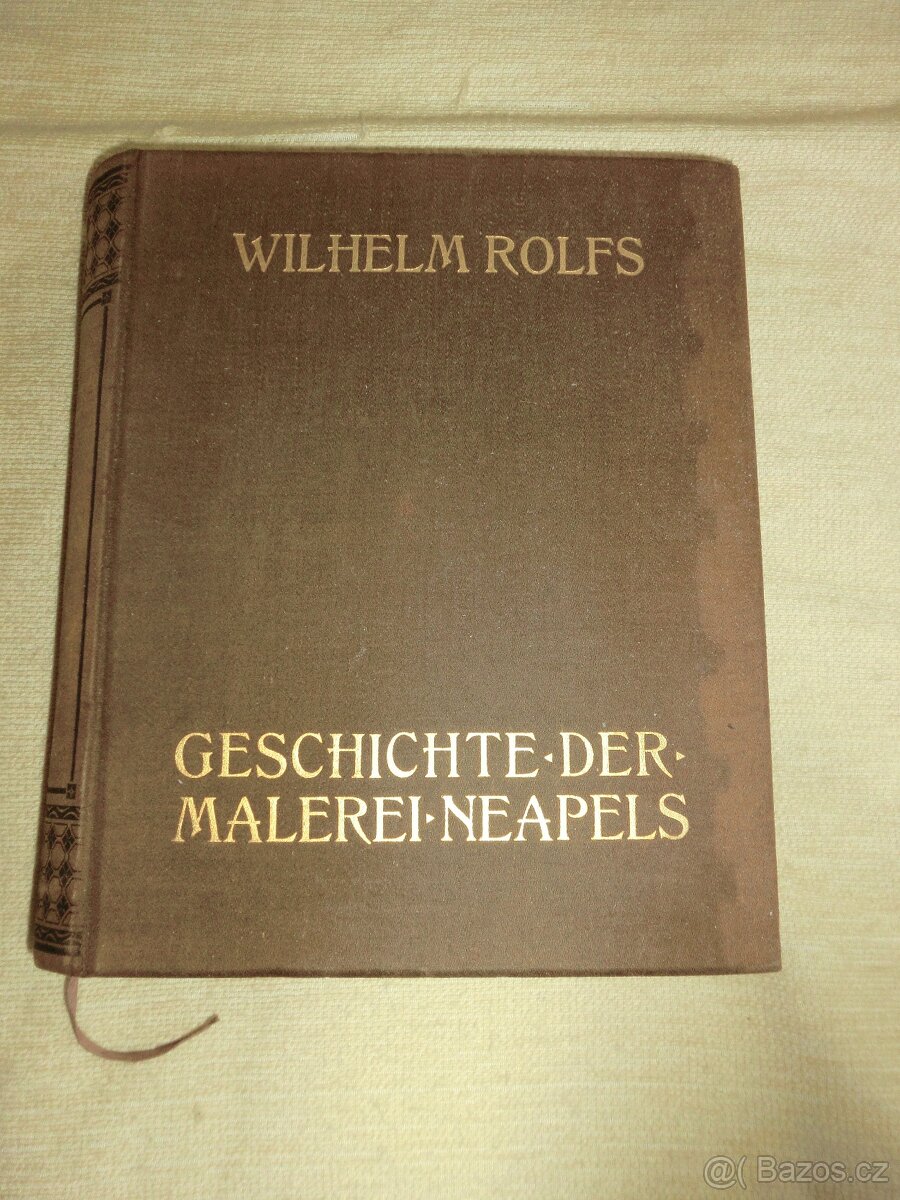 WILHELM ROLFS
GESCHICHTE·DER·
MALEREI·NEAPELS
@( Bazos.cz